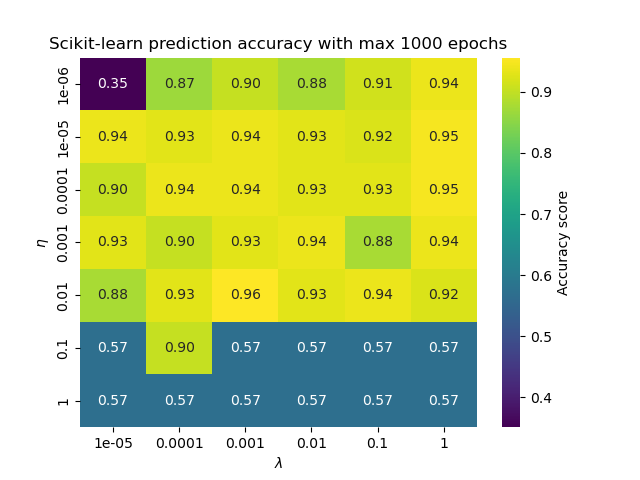 Scikit-learn prediction accuracy with max 1000 epochs
1e-06 0.35 0.87 0.90 0.88 0.91 0.94
1e-05 0.94 0.93 0.94 0.93 0.92 0.95
0.0001 0.90 0.94 0.94 0.93 0.93 0.95
0.001 0.93 0.90 0.93 0.94 0.88 0.94
0.01 0.88 0.93 0.96 0.93 0.94 0.92
0.1 0.57 0.90 0.57 0.57 0.57 0.57
1 0.57 0.57 0.57 0.57 0.57 0.57
η
1e-05 0.0001 0.001 0.01 0.1 1
λ
0.9
0.8
0.7
0.6
0.5
0.4
Accuracy score